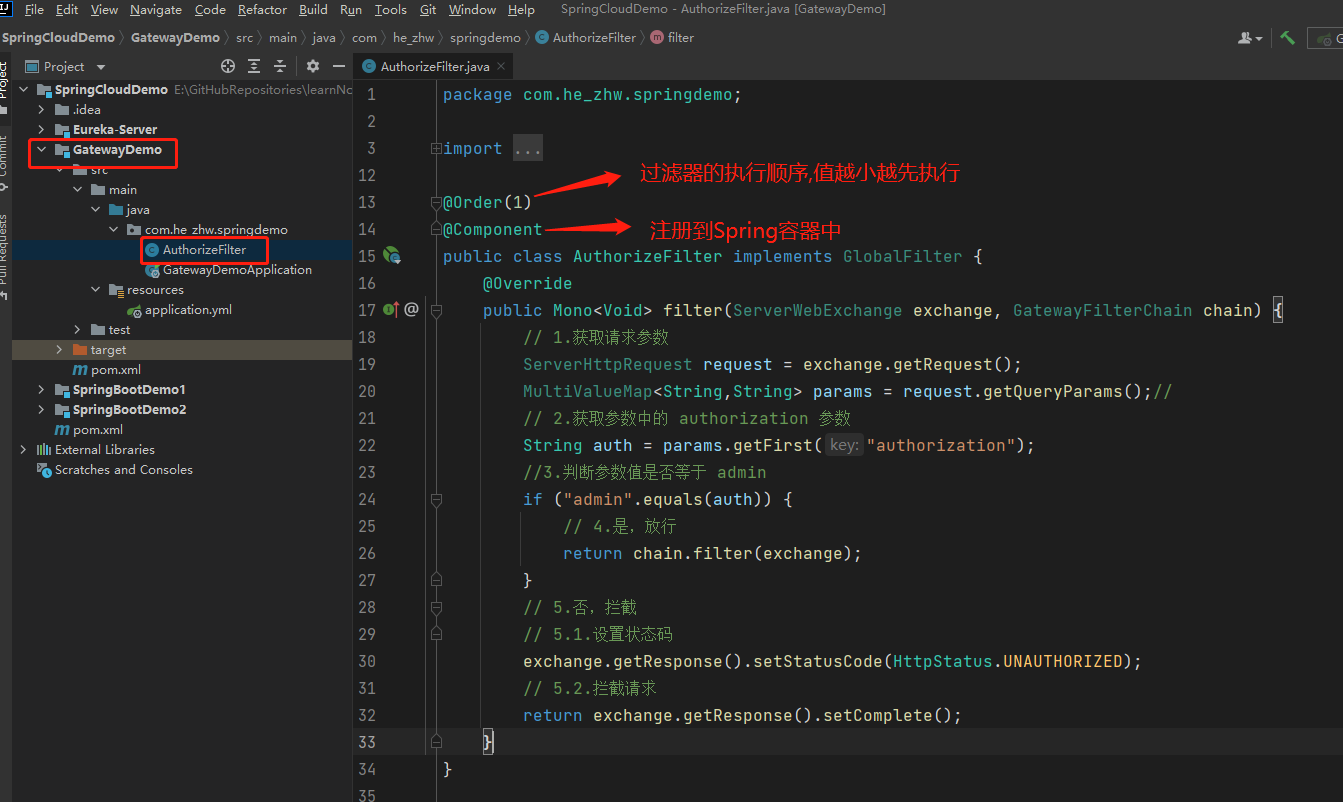 File Edit View Navigate Code Refactor Build Run Tools Git Window Help SpringCloudDemo - AuthorizeFilter.java [GatewayDemo]
SpringCloudDemo GatewayDemo src main java com he_zhw springdemo AuthorizeFilter filter
Project
AuthorizeFilter.java
Project
Commit
Pull Requests
SpringCloudDemo E:\GitHubRepositories\learnNo
.idea
Eureka-Server
GatewayDemo
src
main
java
com.he_zhw.springdemo
AuthorizeFilter
GatewayDemoApplication
resources
application.yml
test
target
pom.xml
SpringBootDemo1
SpringBootDemo2
pom.xml
External Libraries
Scratches and Consoles
1 package com.he_zhw.springdemo;
2
3 import ...
12
13 @Order(1)
过滤器的执行顺序,值越小越先执行
14 @Component
注册到Spring容器中
15 public class AuthorizeFilter implements GlobalFilter {
16 @Override
17 public Mono<Void> filter(ServerWebExchange exchange, GatewayFilterChain chain) {
18 // 1.获取请求参数
19 ServerHttpRequest request = exchange.getRequest();
20 MultiValueMap<String,String> params = request.getQueryParams();//
21 // 2.获取参数中的 authorization 参数
22 String auth = params.getFirst( key: "authorization");
23 //3.判断参数值是否等于 admin
24 if ("admin".equals(auth)) {
25 // 4.是，放行
26 return chain.filter(exchange);
27 }
28 // 5.否，拦截
29 // 5.1.设置状态码
30 exchange.getResponse().setStatusCode(HttpStatus.UNAUTHORIZED);
31 // 5.2.拦截请求
32 return exchange.getResponse().setComplete();
33 }
34 }
35